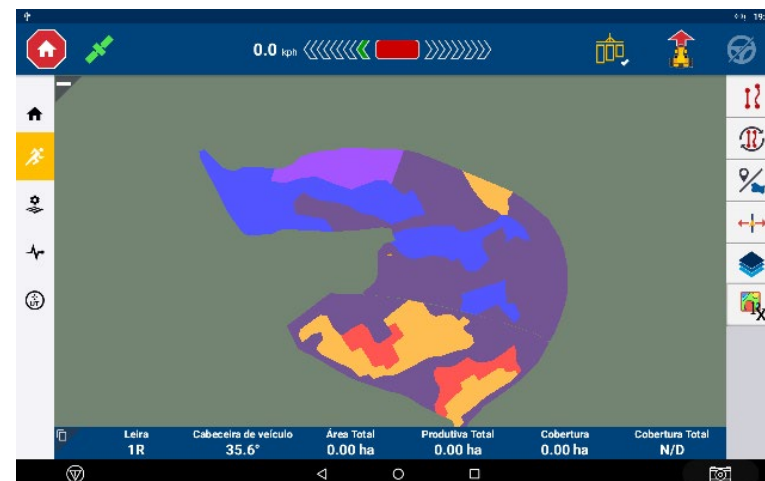 0.0 kph
UT
Leira Cabeceira de veículo Área Total Produtiva Total Cobertura Cobertura Total
1R 35.6° 0.00 ha 0.00 ha 0.00 ha N/D